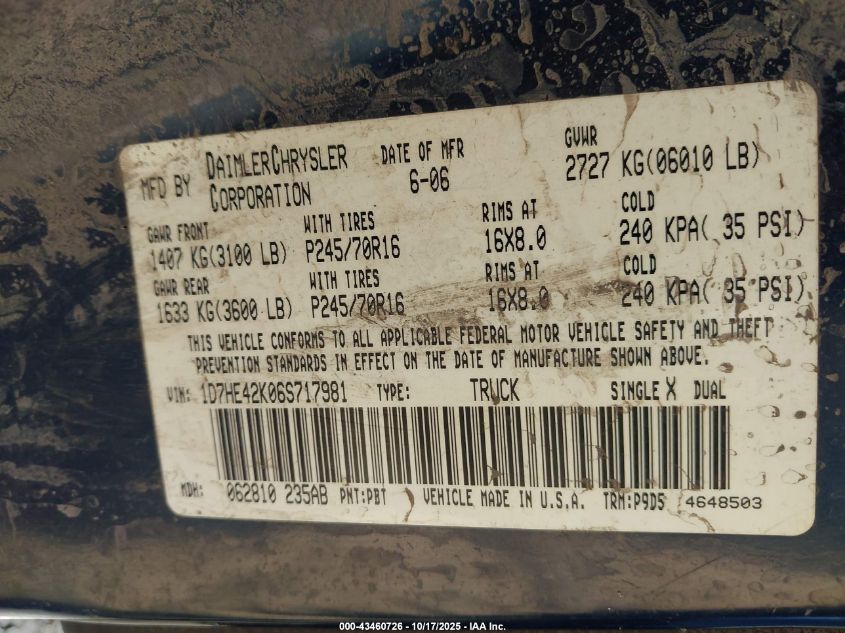 MFD BY DAIMLERCHRYSLER CORPORATION DATE OF MFR 6-06 GVWR 2727 KG(06010 LB)
GAWR FRONT WITH TIRES RIMS AT COLD
1407 KG(3100 LB) P245/70R16 16X8.0 240 KPA( 35 PSI)
GAWR REAR WITH TIRES RIMS AT COLD
1633 KG(3600 LB) P245/70R16 16X8.0 240 KPA( 35 PSI)
THIS VEHICLE CONFORMS TO ALL APPLICABLE FEDERAL MOTOR VEHICLE SAFETY AND THEFT
PREVENTION STANDARDS IN EFFECT ON THE DATE OF MANUFACTURE SHOWN ABOVE.
VIN: 1D7HE42K06S717981 TYPE: TRUCK SINGLE X DUAL
MDH: 062810 235AB PNT:PBT VEHICLE MADE IN U.S.A. TRM:P9D5 4648503
000-43460726 - 10/17/2025 - IAA Inc.